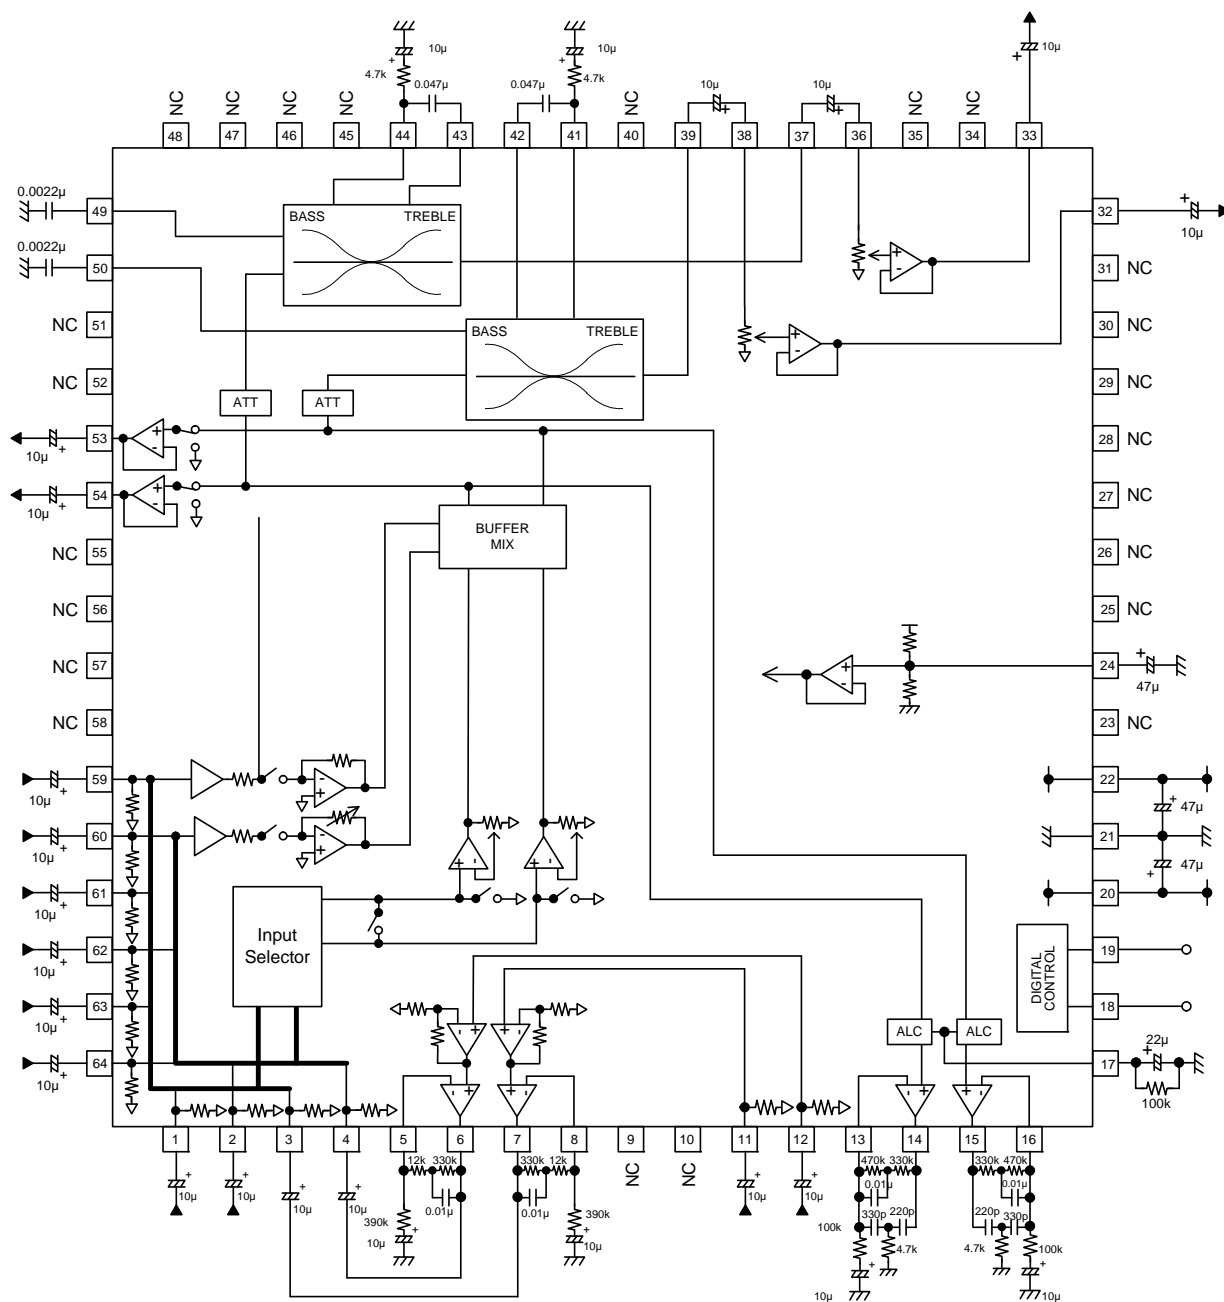 10µ 10µ 10µ
4.7k 4.7k
0.047µ 0.047µ 10µ 10µ
NC NC NC NC NC NC NC
48 47 46 45 44 43 42 41 40 39 38 37 36 35 34 33
0.0022µ
49
BASS TREBLE
32
10µ
0.0022µ
50
31 NC
NC 51
BASS TREBLE
30 NC
NC 52
29 NC
ATT ATT
53
10µ
28 NC
54
10µ
27 NC
BUFFER
MIX
NC 55
26 NC
NC 56
25 NC
NC 57
24
47µ
NC 58
23 NC
59
10µ
22
47µ
60
10µ
21
47µ
61
10µ
20
Input
Selector
62
10µ
19
DIGITAL
CONTROL
63
10µ
18
ALC ALC
64
10µ
17
22µ
100k
1 2 3 4 5 6 7 8 9 10 11 12 13 14 15 16
NC NC
12k 330k 330k 12k 470k 330k 330k 470k
10µ 10µ 10µ 10µ 0.01µ 0.01µ 10µ 10µ 0.01µ 0.01µ
390k 390k 330p 220p 220p 330p
100k 4.7k 4.7k 100k
10µ 10µ
10µ 10µ